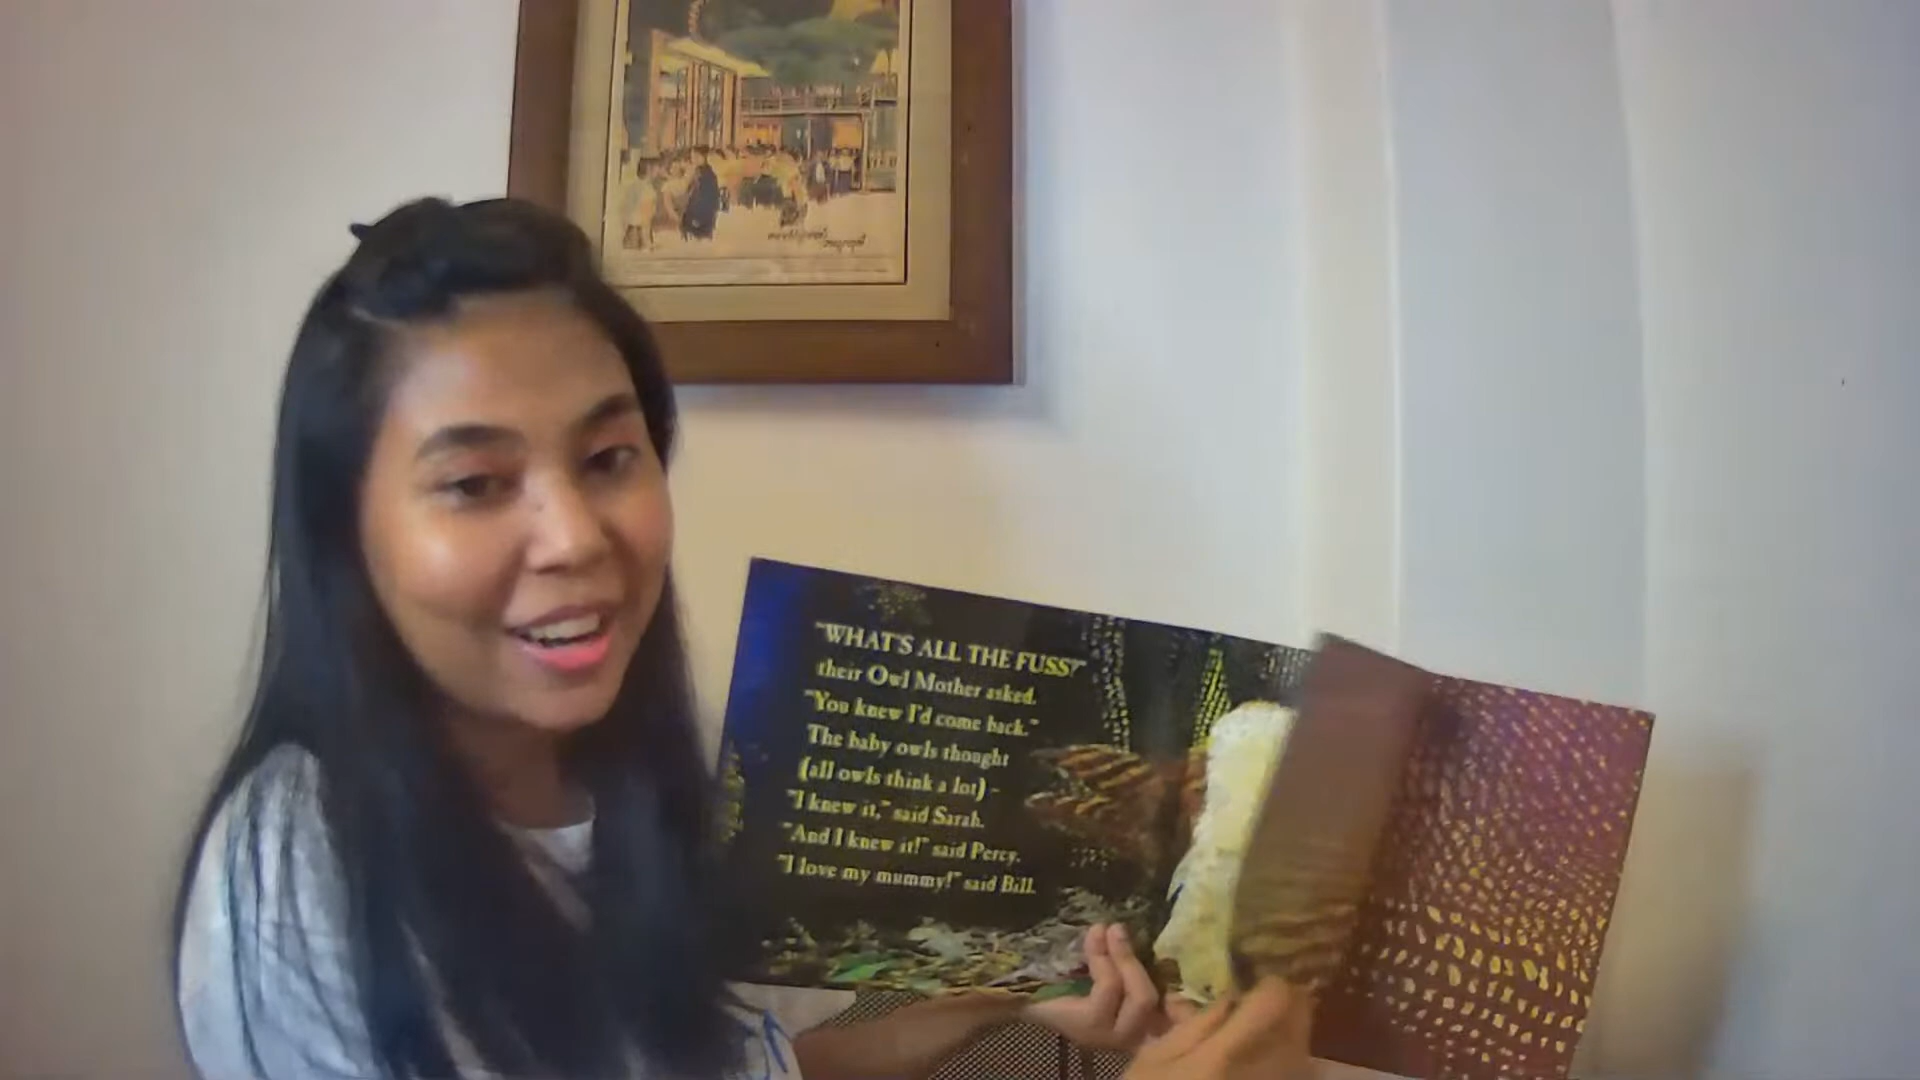 "WHAT'S ALL THE FUSS?"
their Owl Mother asked.
"You knew I'd come back."
The baby owls thought
(all owls think a lot) -
"I knew it," said Sarah.
"And I knew it!" said Percy.
"I love my mummy!" said Bill.